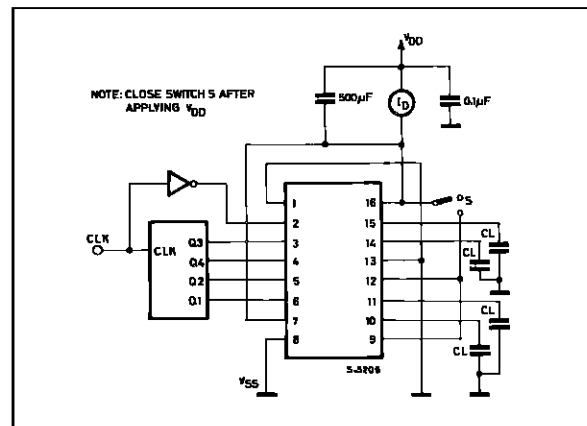 VDD
NOTE: CLOSE SWITCH S AFTER
APPLYING VDD
500µF
ID
0.1µF
1
16
S
2
15
CL
CLK
CLK
Q3
3
14
CL
Q4
4
13
Q2
5
12
Q1
6
11
CL
7
10
8
9
CL
VSS
S-5206